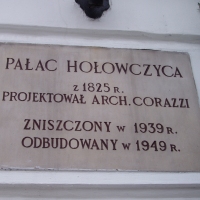 PAŁAC HOŁOWCZYCA
z 1825 R.
PROJEKTOWAŁ ARCH. CORAZZI
ZNISZCZONY w 1939 R.
ODBUDOWANY w 1949 R.